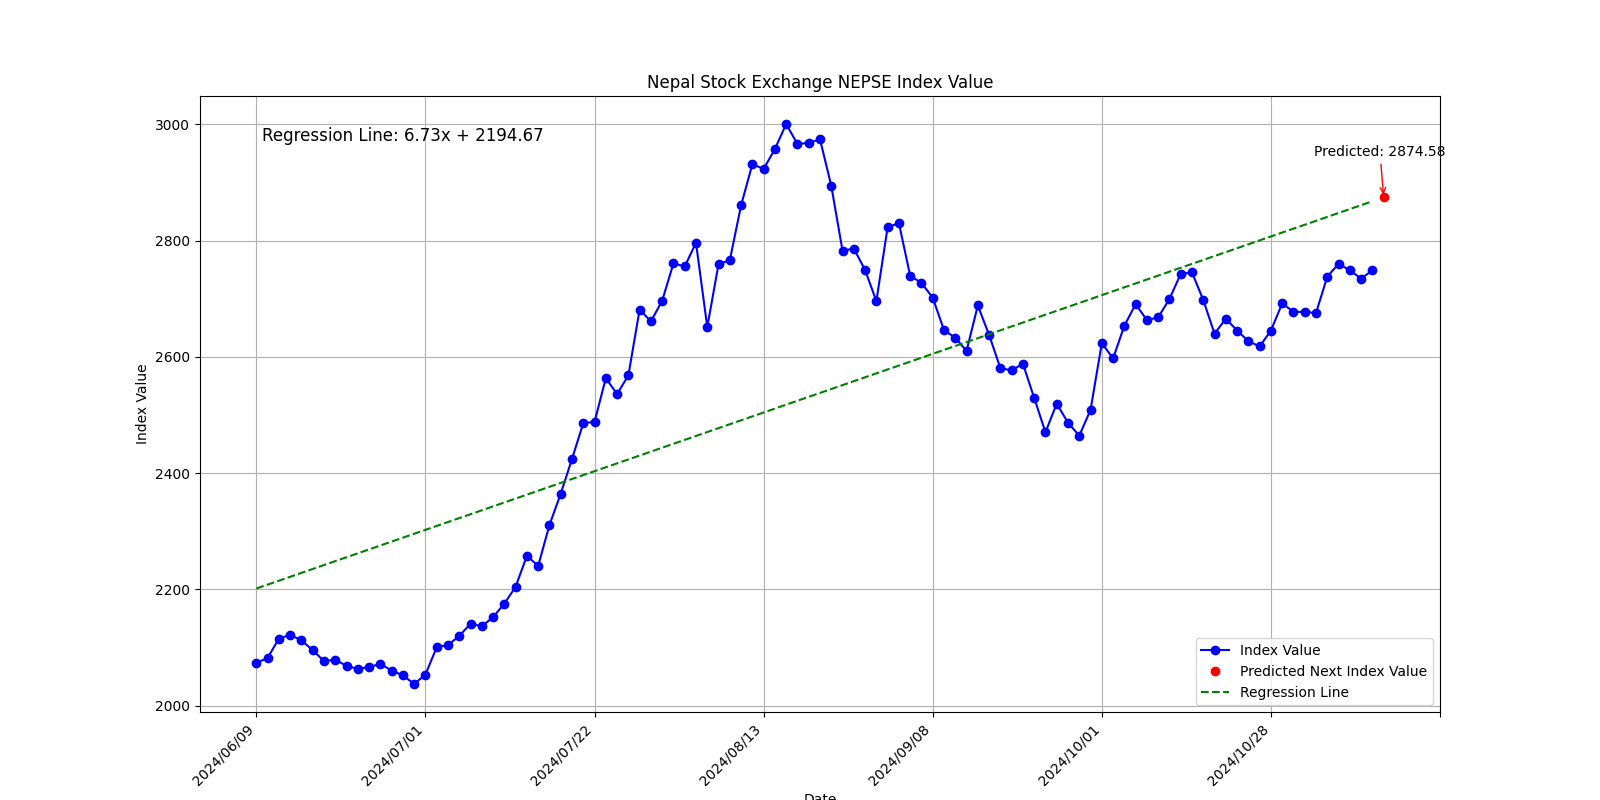 Nepal Stock Exchange NEPSE Index Value
3000
Regression Line: 6.73x + 2194.67
Predicted: 2874.58
2800
2600
Index Value
2400
2200
2000
Index Value
Predicted Next Index Value
Regression Line
2024/06/09
2024/07/01
2024/07/22
2024/08/13
2024/09/08
2024/10/01
2024/10/28
Date